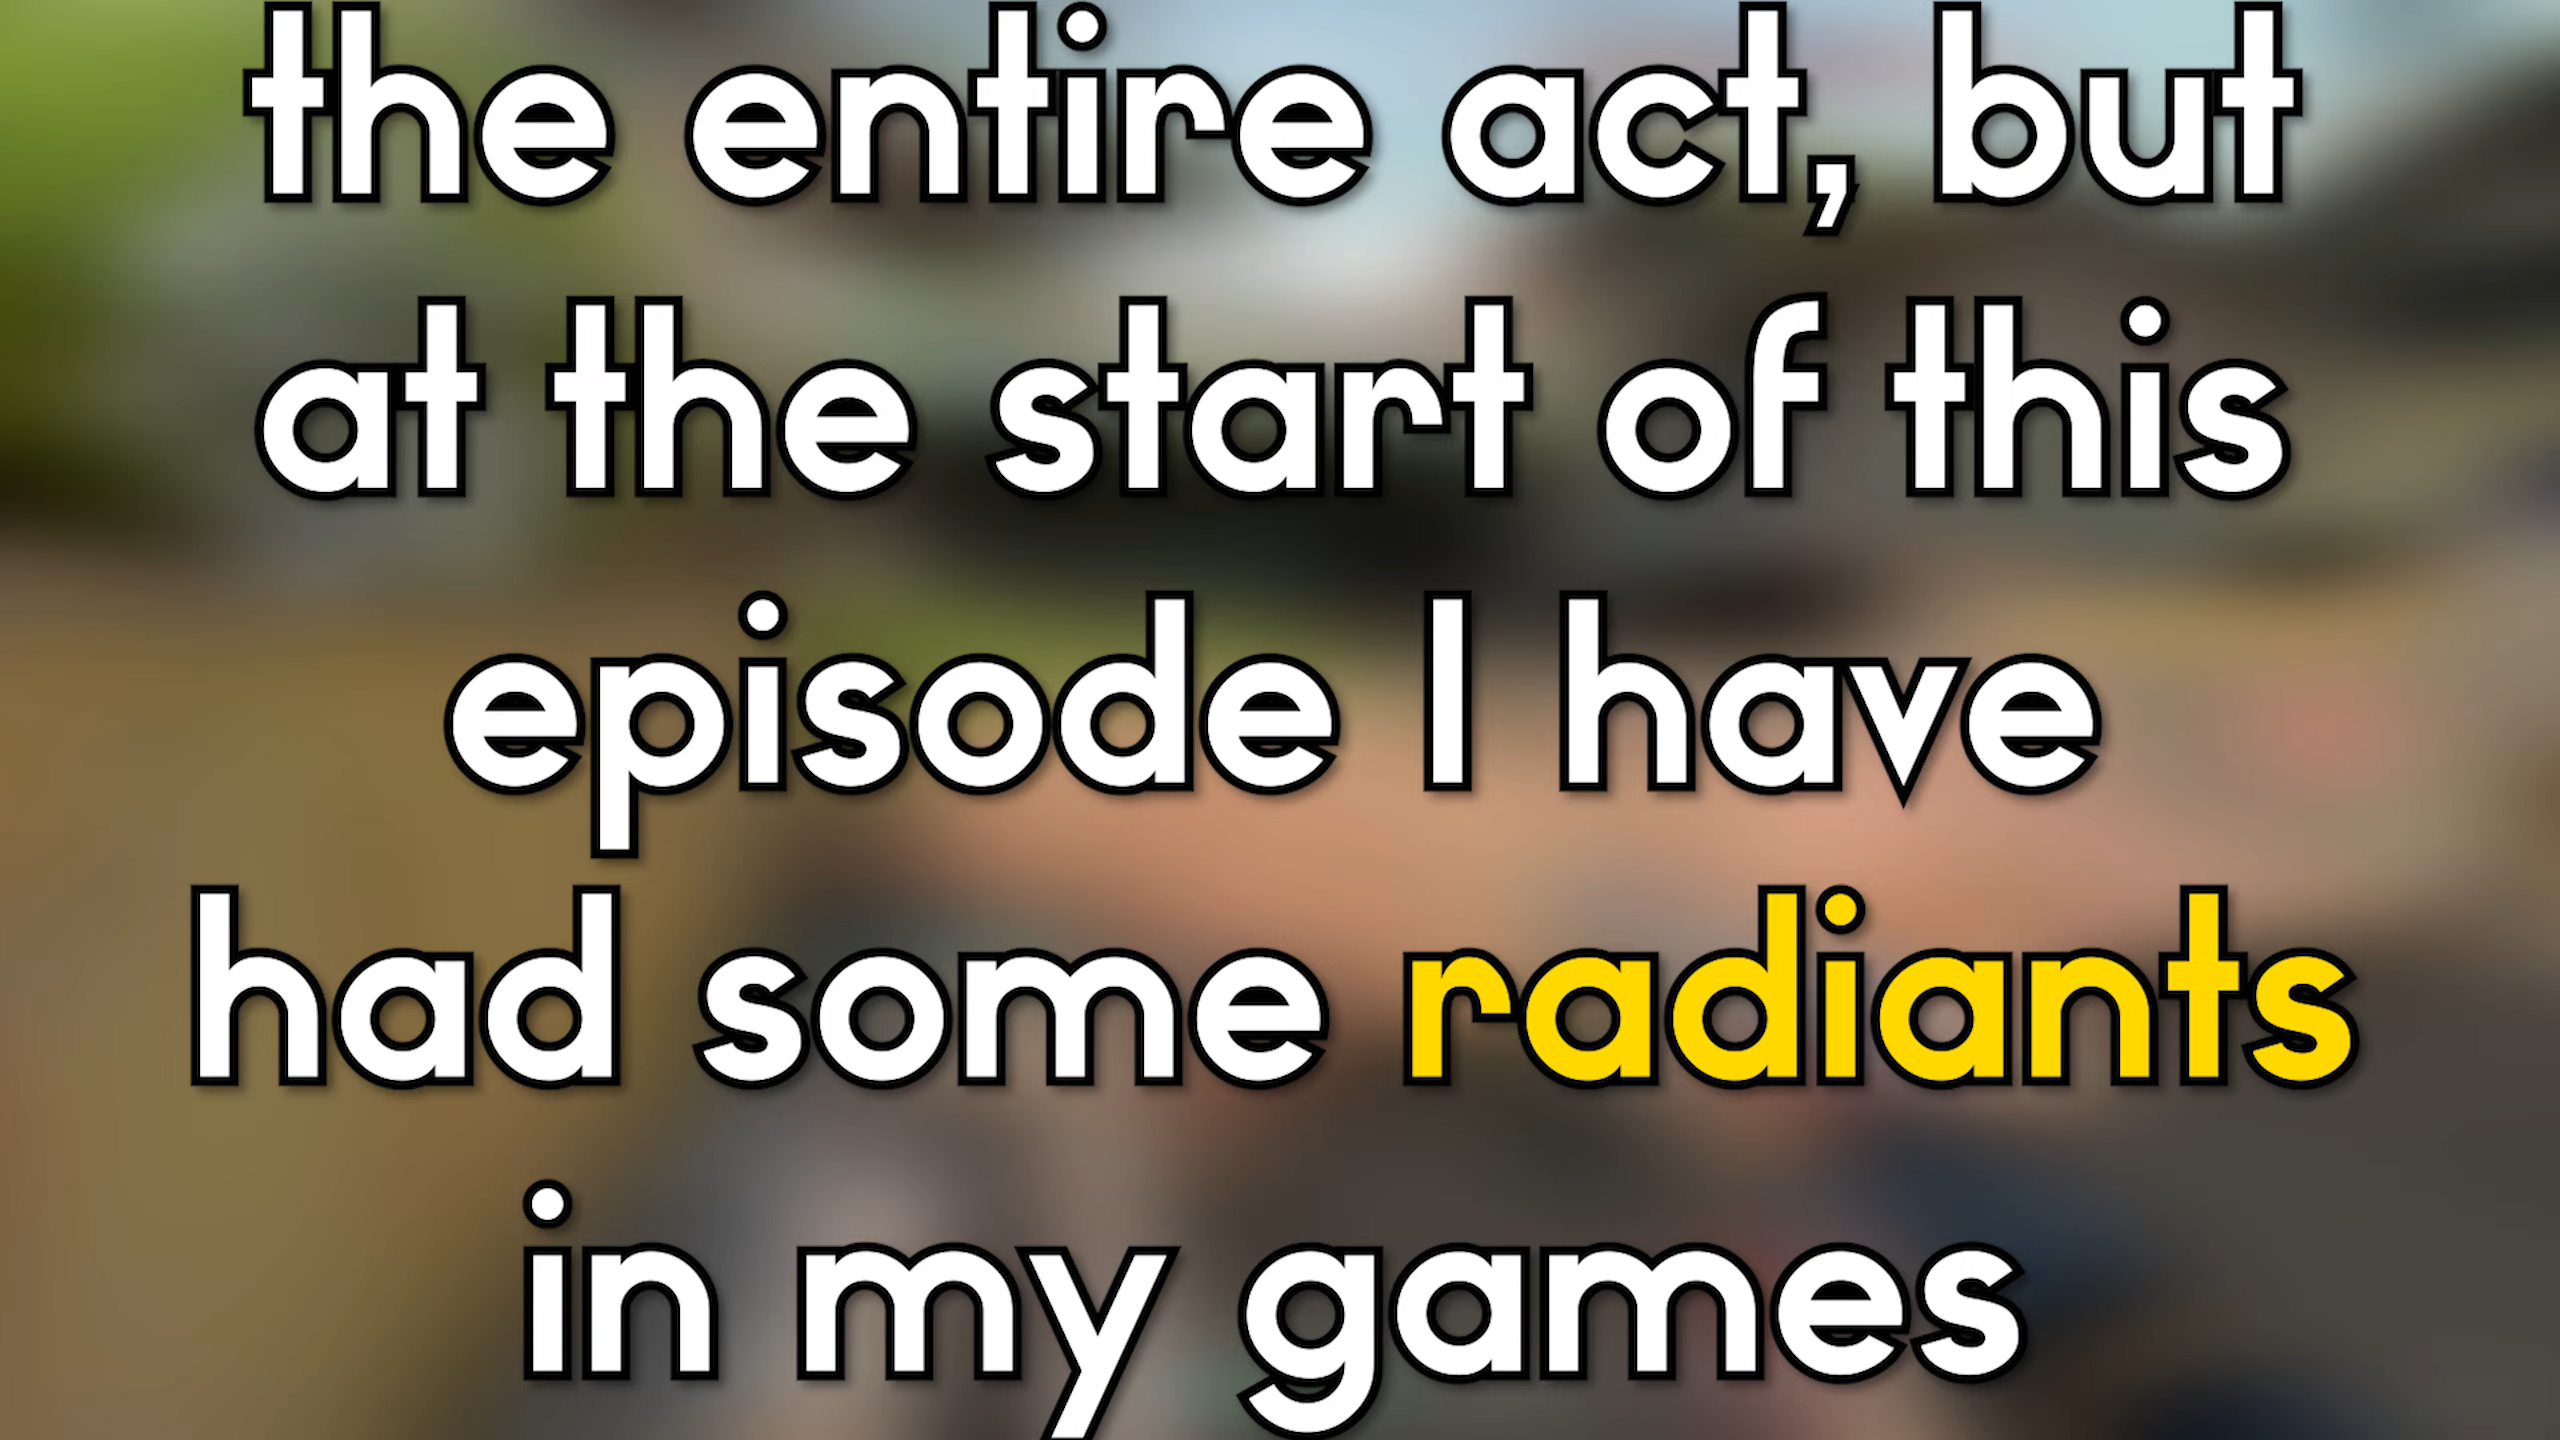 the entire act, but
at the start of this
episode I have
had some radiants
in my games